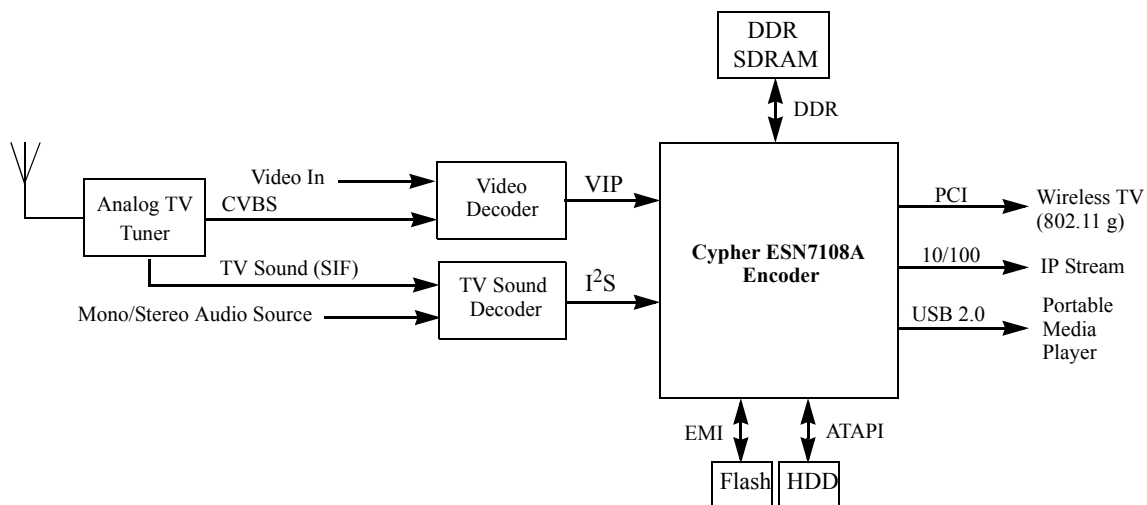 DDR
SDRAM
DDR
Analog TV
Tuner
Video In
CVBS
Video
Decoder
VIP
TV Sound (SIF)
Mono/Stereo Audio Source
TV Sound
Decoder
I²S
Cypher ESN7108A
Encoder
PCI
Wireless TV
(802.11 g)
10/100
IP Stream
USB 2.0
Portable
Media
Player
EMI
ATAPI
Flash
HDD